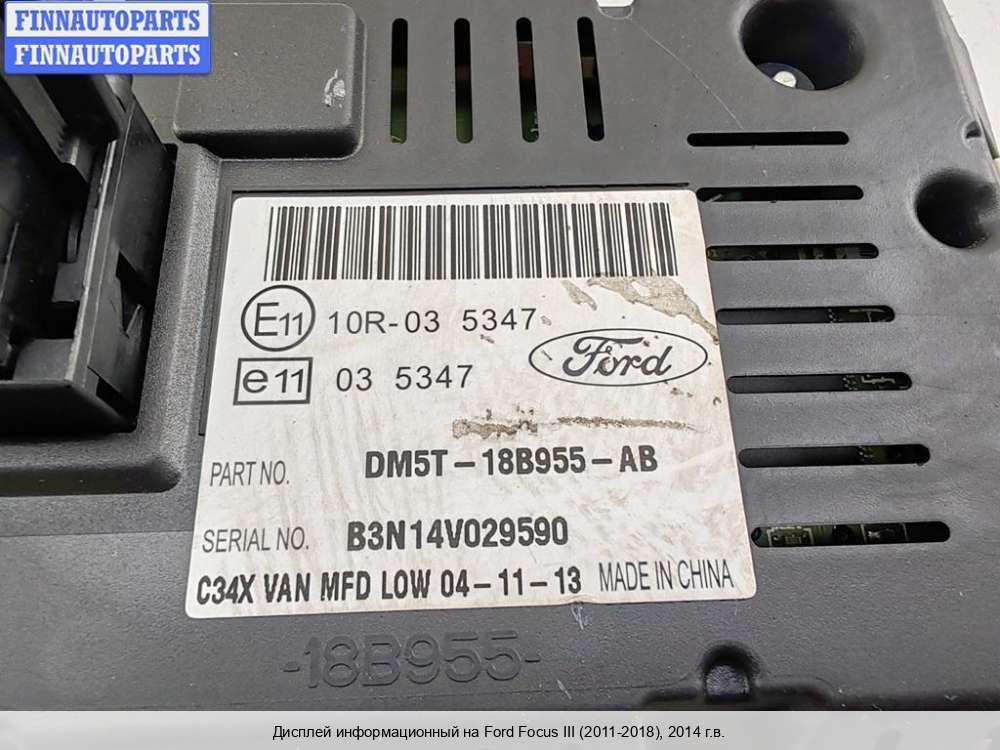 FINNAUTOPARTS
FINNAUTOPARTS
E11 10R-03 5347
e11 03 5347
Ford
PART NO. DM5T-18B955-AB
SERIAL NO. B3N14V029590
C34X VAN MFD LOW 04-11-13 MADE IN CHINA
-18B955-
Дисплей информационный на Ford Focus III (2011-2018), 2014 г.в.